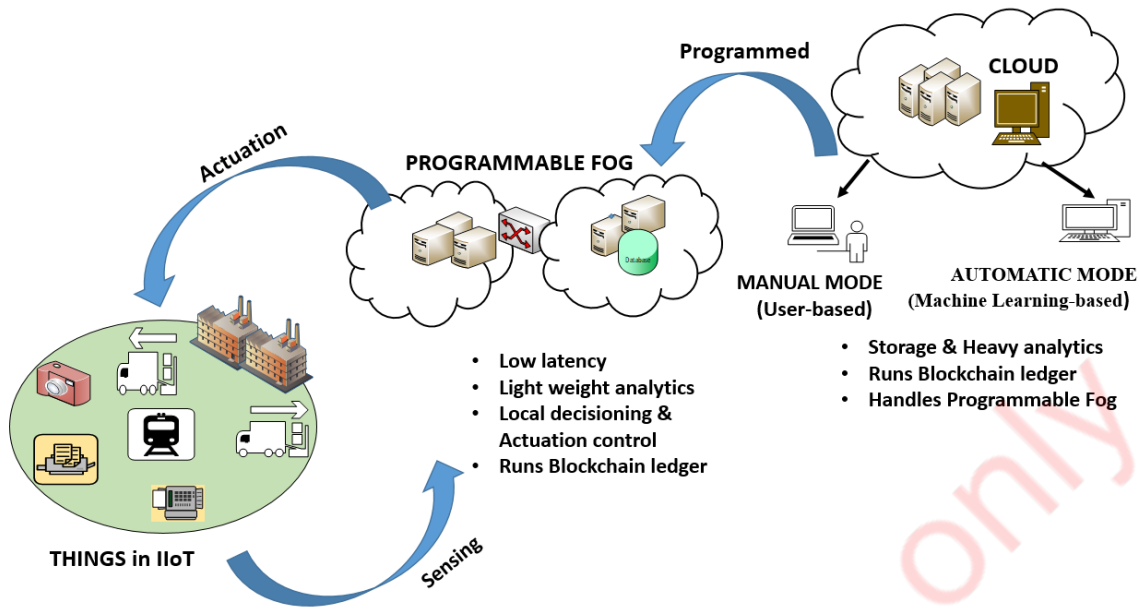 Programmed
CLOUD
Actuation
PROGRAMMABLE FOG
Database
MANUAL MODE
(User-based)
AUTOMATIC MODE
(Machine Learning-based)
• Low latency
• Light weight analytics
• Local decisioning &
Actuation control
• Runs Blockchain ledger
• Storage & Heavy analytics
• Runs Blockchain ledger
• Handles Programmable Fog
THINGS in IIoT
Sensing
only